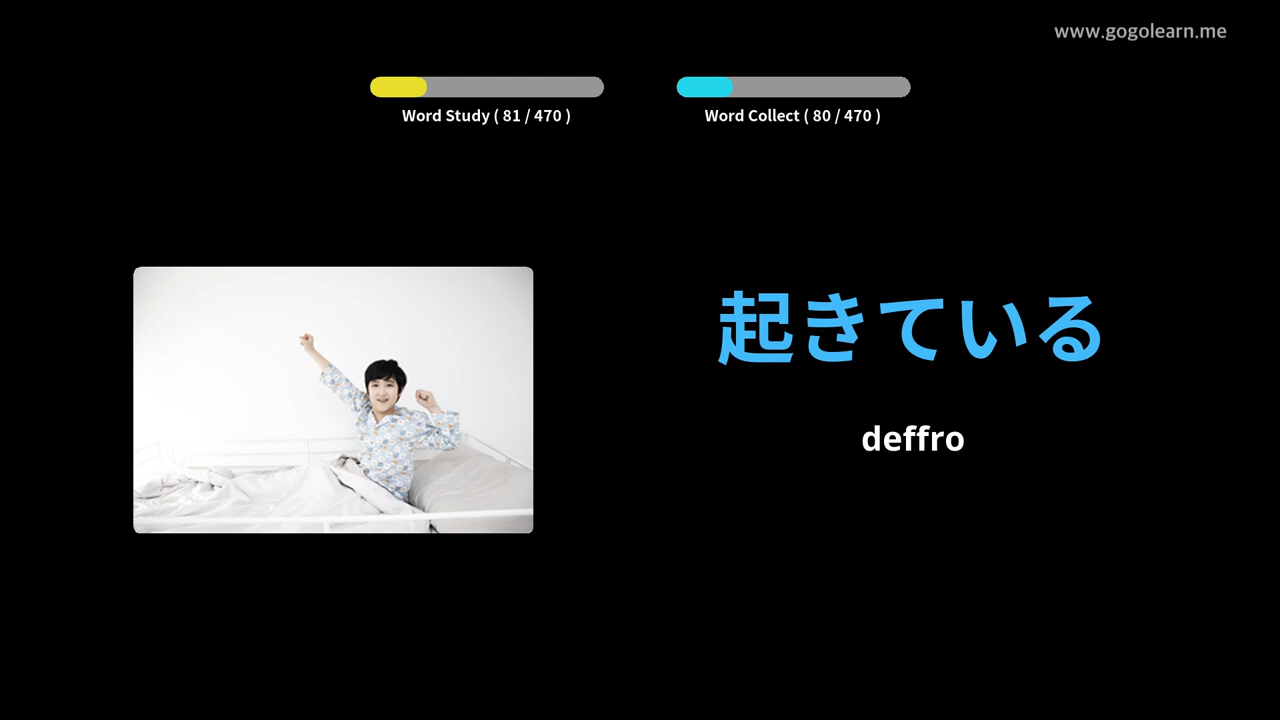 www.gogolearn.me
Word Study ( 81 / 470 )
Word Collect ( 80 / 470 )
起きている
deffro